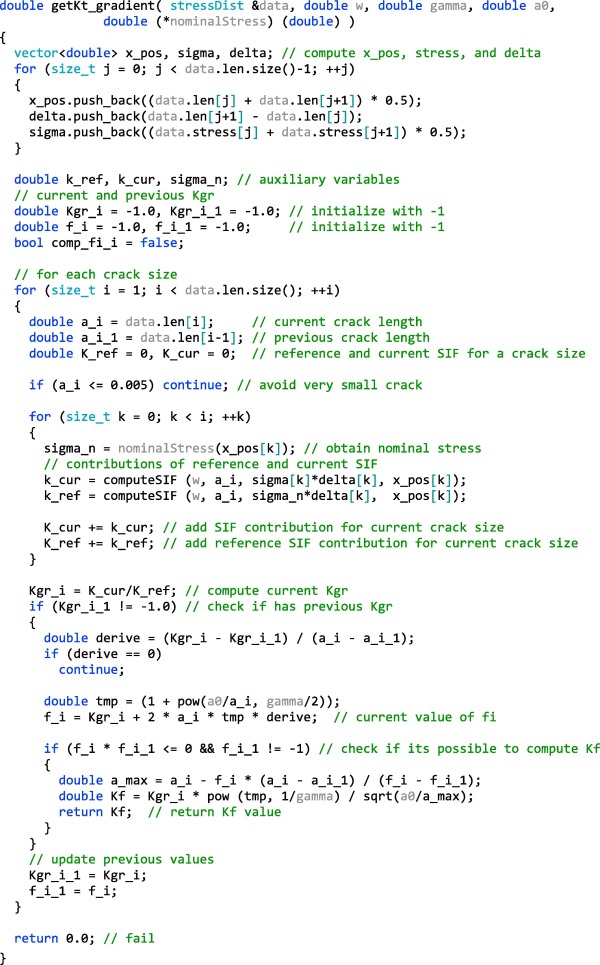 double getKt_gradient( stressDist &data, double w, double gamma, double a0,
double (*nominalStress) (double) )
{
vector<double> x_pos, sigma, delta; // compute x_pos, stress, and delta
for (size_t j = 0; j < data.len.size()-1; ++j)
{
x_pos.push_back((data.len[j] + data.len[j+1]) * 0.5);
delta.push_back(data.len[j+1] - data.len[j]);
sigma.push_back((data.stress[j] + data.stress[j+1]) * 0.5);
}
double k_ref, k_cur, sigma_n; // auxiliary variables
// current and previous Kgr
double Kgr_i = -1.0, Kgr_i_1 = -1.0; // initialize with -1
double f_i = -1.0, f_i_1 = -1.0; // initialize with -1
bool comp_fi_i = false;
// for each crack size
for (size_t i = 1; i < data.len.size(); ++i)
{
double a_i = data.len[i]; // current crack length
double a_i_1 = data.len[i-1]; // previous crack length
double K_ref = 0, K_cur = 0; // reference and current SIF for a crack size
if (a_i <= 0.005) continue; // avoid very small crack
for (size_t k = 0; k < i; ++k)
{
sigma_n = nominalStress(x_pos[k]); // obtain nominal stress
// contributions of reference and current SIF
k_cur = computeSIF (w, a_i, sigma[k]*delta[k], x_pos[k]);
k_ref = computeSIF (w, a_i, sigma_n*delta[k], x_pos[k]);
K_cur += k_cur; // add SIF contribution for current crack size
K_ref += k_ref; // add reference SIF contribution for current crack size
}
Kgr_i = K_cur/K_ref; // compute current Kgr
if (Kgr_i_1 != -1.0) // check if has previous Kgr
{
double derive = (Kgr_i - Kgr_i_1) / (a_i - a_i_1);
if (derive == 0)
continue;
double tmp = (1 + pow(a0/a_i, gamma/2));
f_i = Kgr_i + 2 * a_i * tmp * derive; // current value of fi
if (f_i * f_i_1 <= 0 && f_i_1 != -1) // check if its possible to compute Kf
{
double a_max = a_i - f_i * (a_i - a_i_1) / (f_i - f_i_1);
double Kf = Kgr_i * pow (tmp, 1/gamma) / sqrt(a0/a_max);
return Kf; // return Kf value
}
}
// update previous values
Kgr_i_1 = Kgr_i;
f_i_1 = f_i;
}
return 0.0; // fail
}